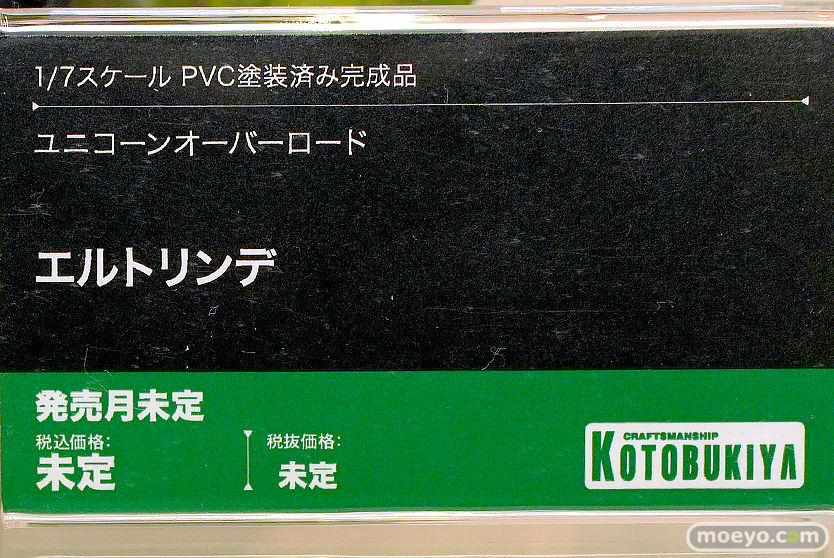 1/7スケール PVC塗装済み完成品
ユニコーンオーバーロード
エルトリンデ
発売月未定
税込価格:
未定
税抜価格:
未定
CRAFTSMANSHIP
KOTOBUKIYA
moeyo.com